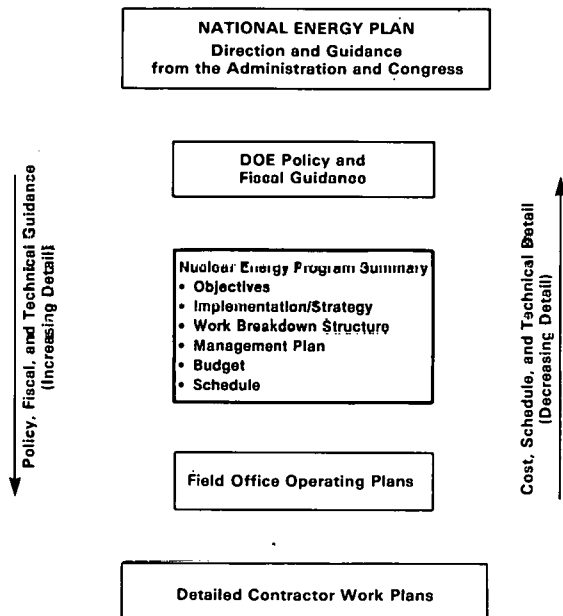 NATIONAL ENERGY PLAN
Direction and Guidance
from the Administration and Congress
DOE Policy and
Fiscal Guidance
Policy, Fiscal, and Technical Guidance
(Increasing Detail)
Nuclear Energy Program Summary
• Objectives
• Implementation/Strategy
• Work Breakdown Structure
• Management Plan
• Budget
• Schedule
Cost, Schedule, and Technical Detail
(Decreasing Detail)
Field Office Operating Plans
Detailed Contractor Work Plans